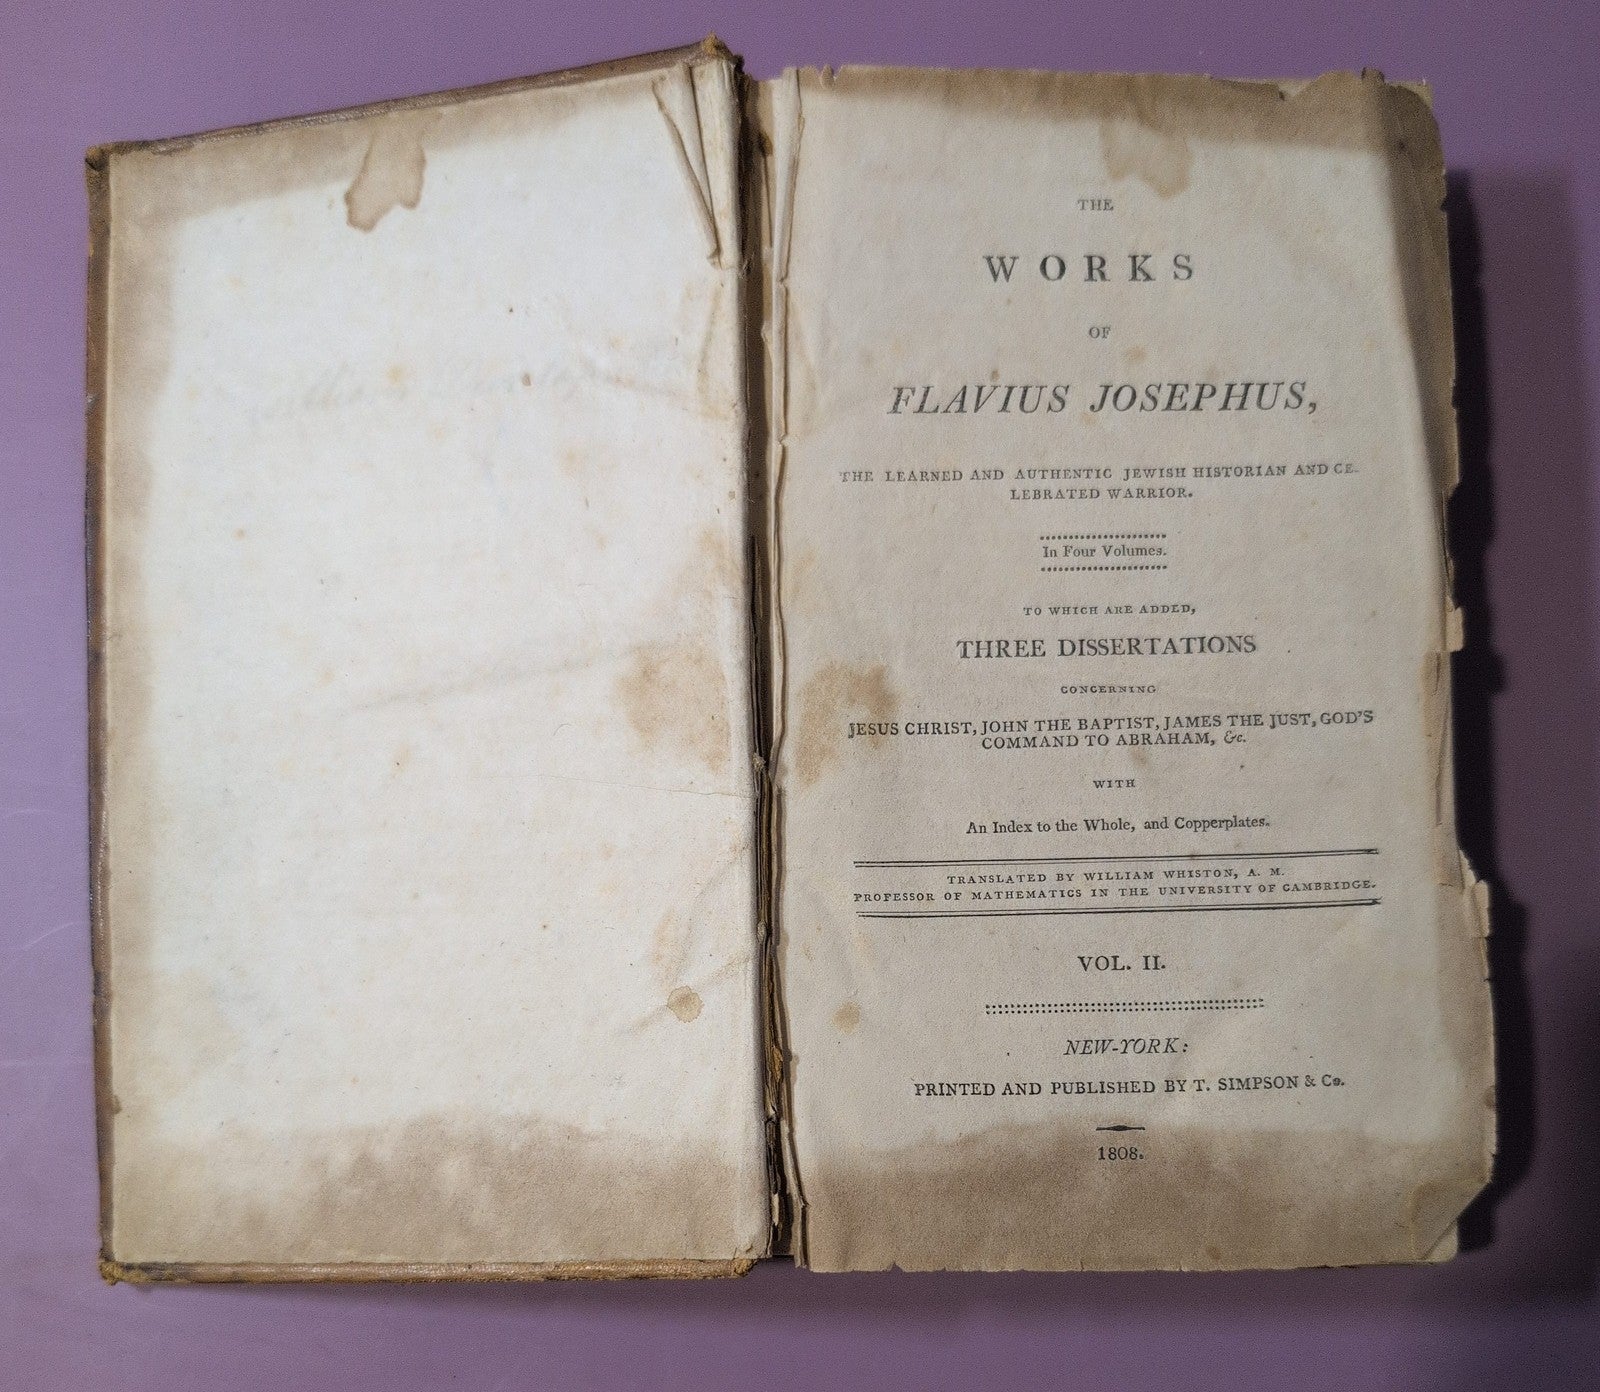 THE
WORKS
OF
FLAVIUS JOSEPHUS,
THE LEARNED AND AUTHENTIC JEWISH HISTORIAN AND CE-
LEBRATED WARRIOR.
In Four Volumes.
TO WHICH ARE ADDED,
THREE DISSERTATIONS
CONCERNING
JESUS CHRIST, JOHN THE BAPTIST, JAMES THE JUST, GOD'S
COMMAND TO ABRAHAM, &c.
WITH
An Index to the Whole, and Copperplates.
TRANSLATED BY WILLIAM WHISTON, A. M.
PROFESSOR OF MATHEMATICS IN THE UNIVERSITY OF CAMBRIDGE.
VOL. II.
NEW-YORK:
PRINTED AND PUBLISHED BY T. SIMPSON & Co.
1808.